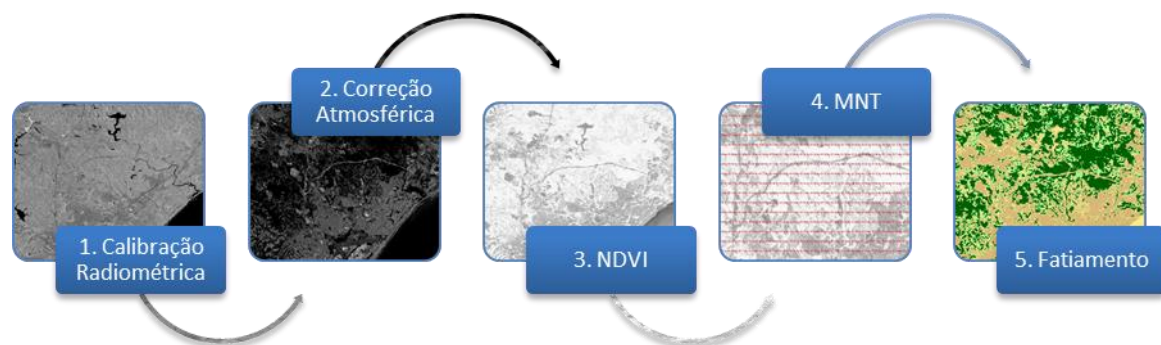 1. Calibração
Radiométrica
2. Correção
Atmosférica
3. NDVI
4. MNT
5. Fatiamento